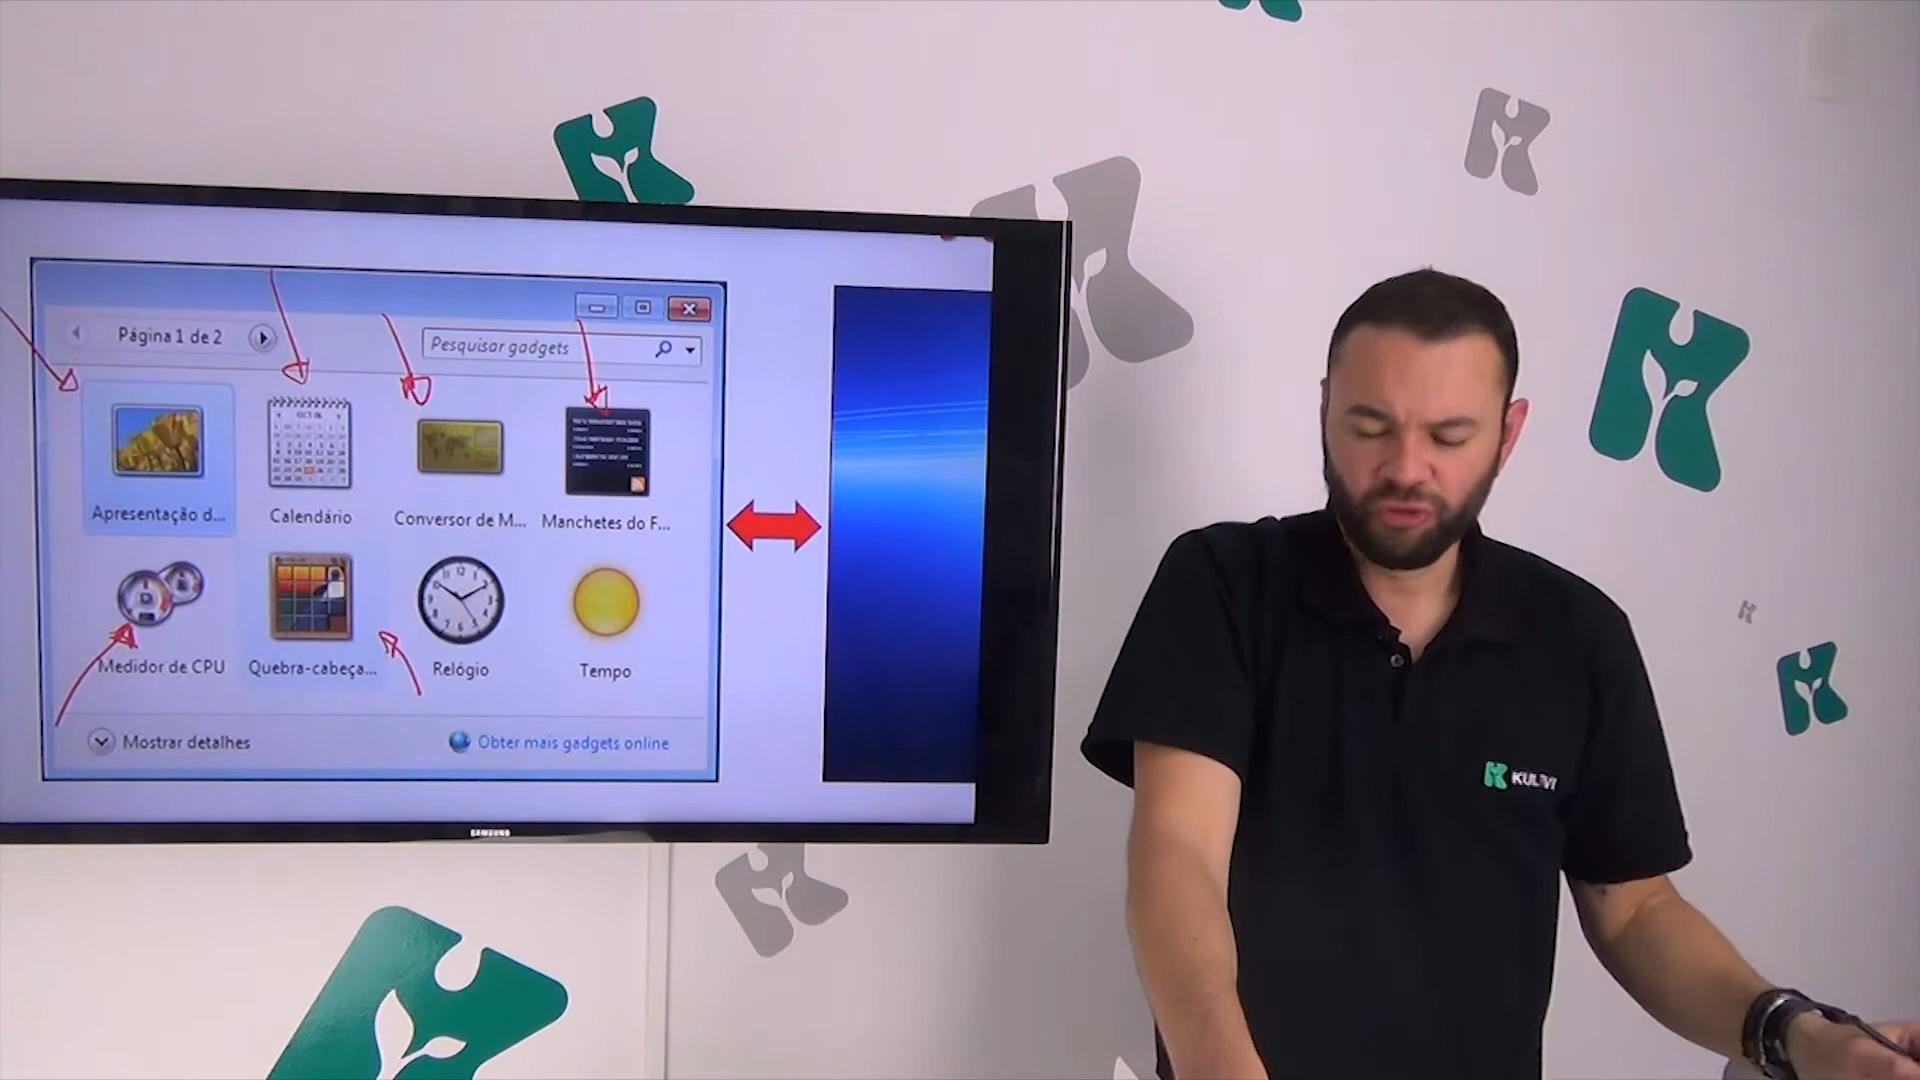 Página 1 de 2
Pesquisar gadgets
Apresentação d...
Calendário
Conversor de M...
Manchetes do F...
Medidor de CPU
Quebra-cabeça...
Relógio
Tempo
Mostrar detalhes
Obter mais gadgets online
SAMSUNG
KULTIVI